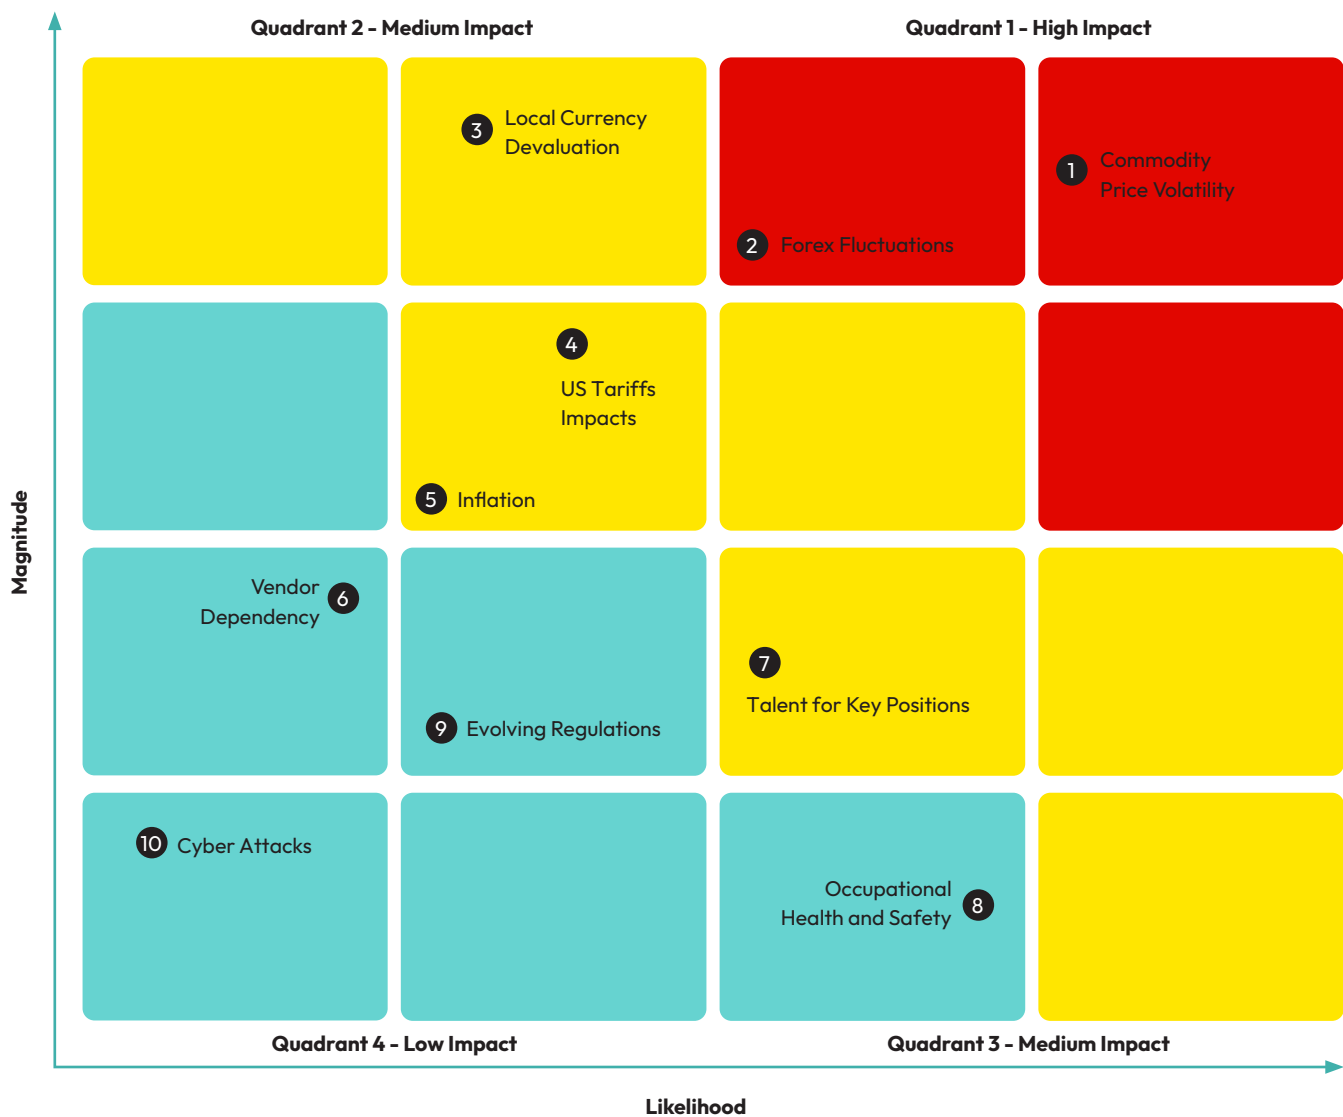 Quadrant 2 - Medium Impact
Quadrant 1 - High Impact
3
Local Currency
Devaluation
1
Commodity
Price Volatility
2 Forex Fluctuations
4
US Tariffs
Impacts
5 Inflation
Magnitude
Vendor
Dependency
6
7
Talent for Key Positions
9 Evolving Regulations
10 Cyber Attacks
Occupational
Health and Safety
8
Quadrant 4 - Low Impact
Quadrant 3 - Medium Impact
Likelihood